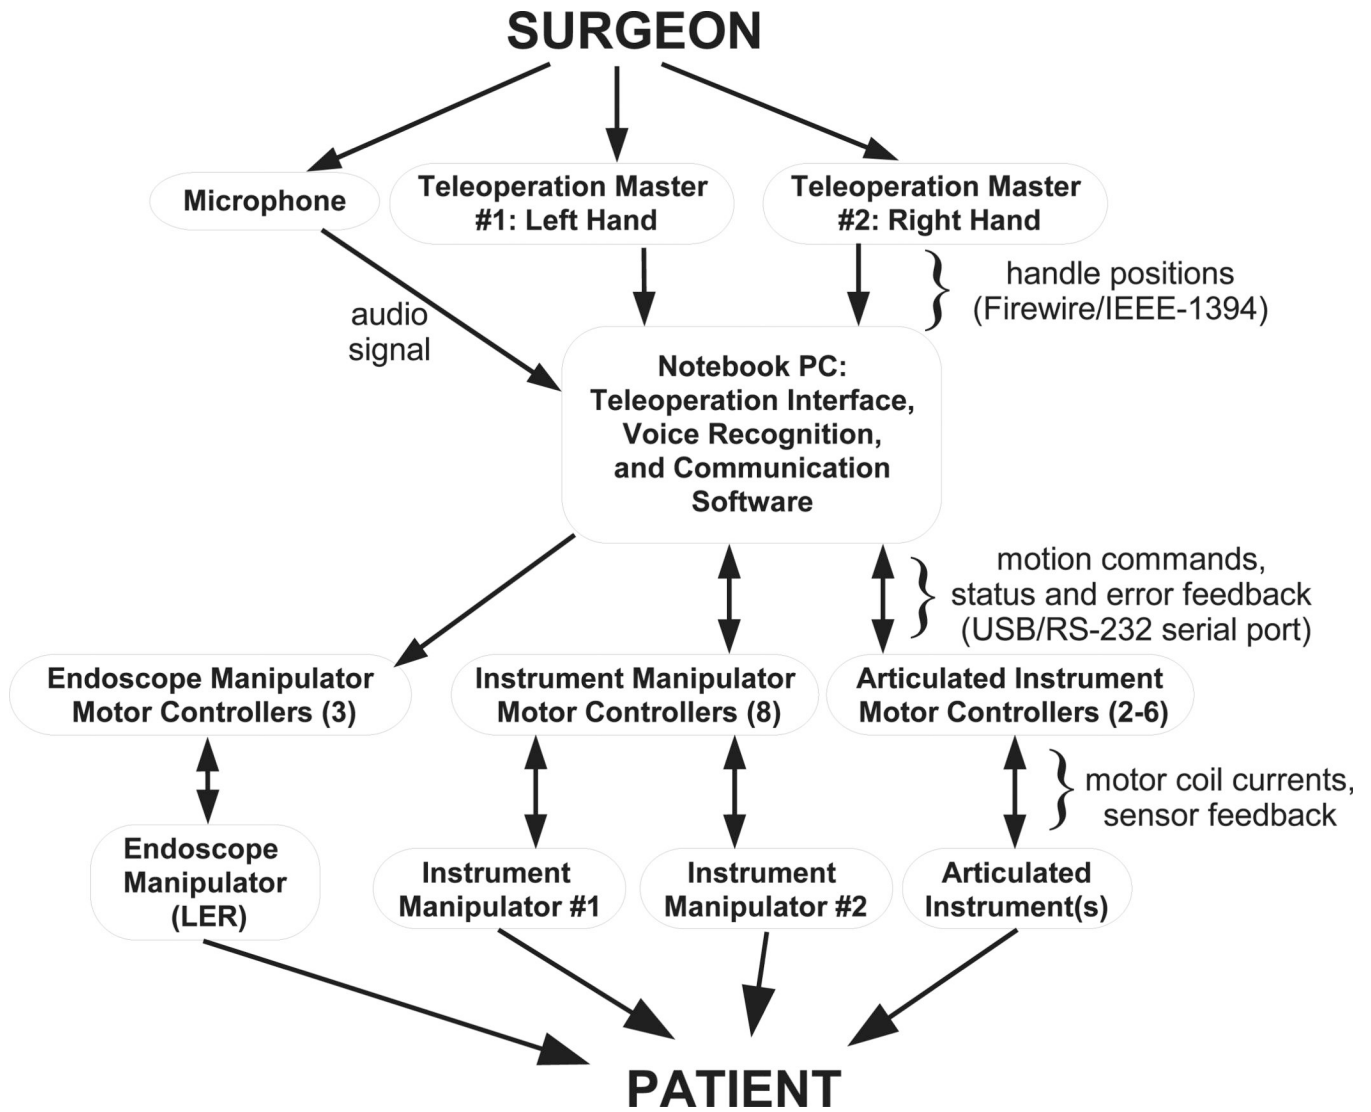 SURGEON
Microphone
Teleoperation Master
#1: Left Hand
Teleoperation Master
#2: Right Hand
handle positions
(Firewire/IEEE-1394)
audio
signal
Notebook PC:
Teleoperation Interface,
Voice Recognition,
and Communication
Software
motion commands,
status and error feedback
(USB/RS-232 serial port)
Endoscope Manipulator
Motor Controllers (3)
Instrument Manipulator
Motor Controllers (8)
Articulated Instrument
Motor Controllers (2-6)
motor coil currents,
sensor feedback
Endoscope
Manipulator
(LER)
Instrument
Manipulator #1
Instrument
Manipulator #2
Articulated
Instrument(s)
PATIENT